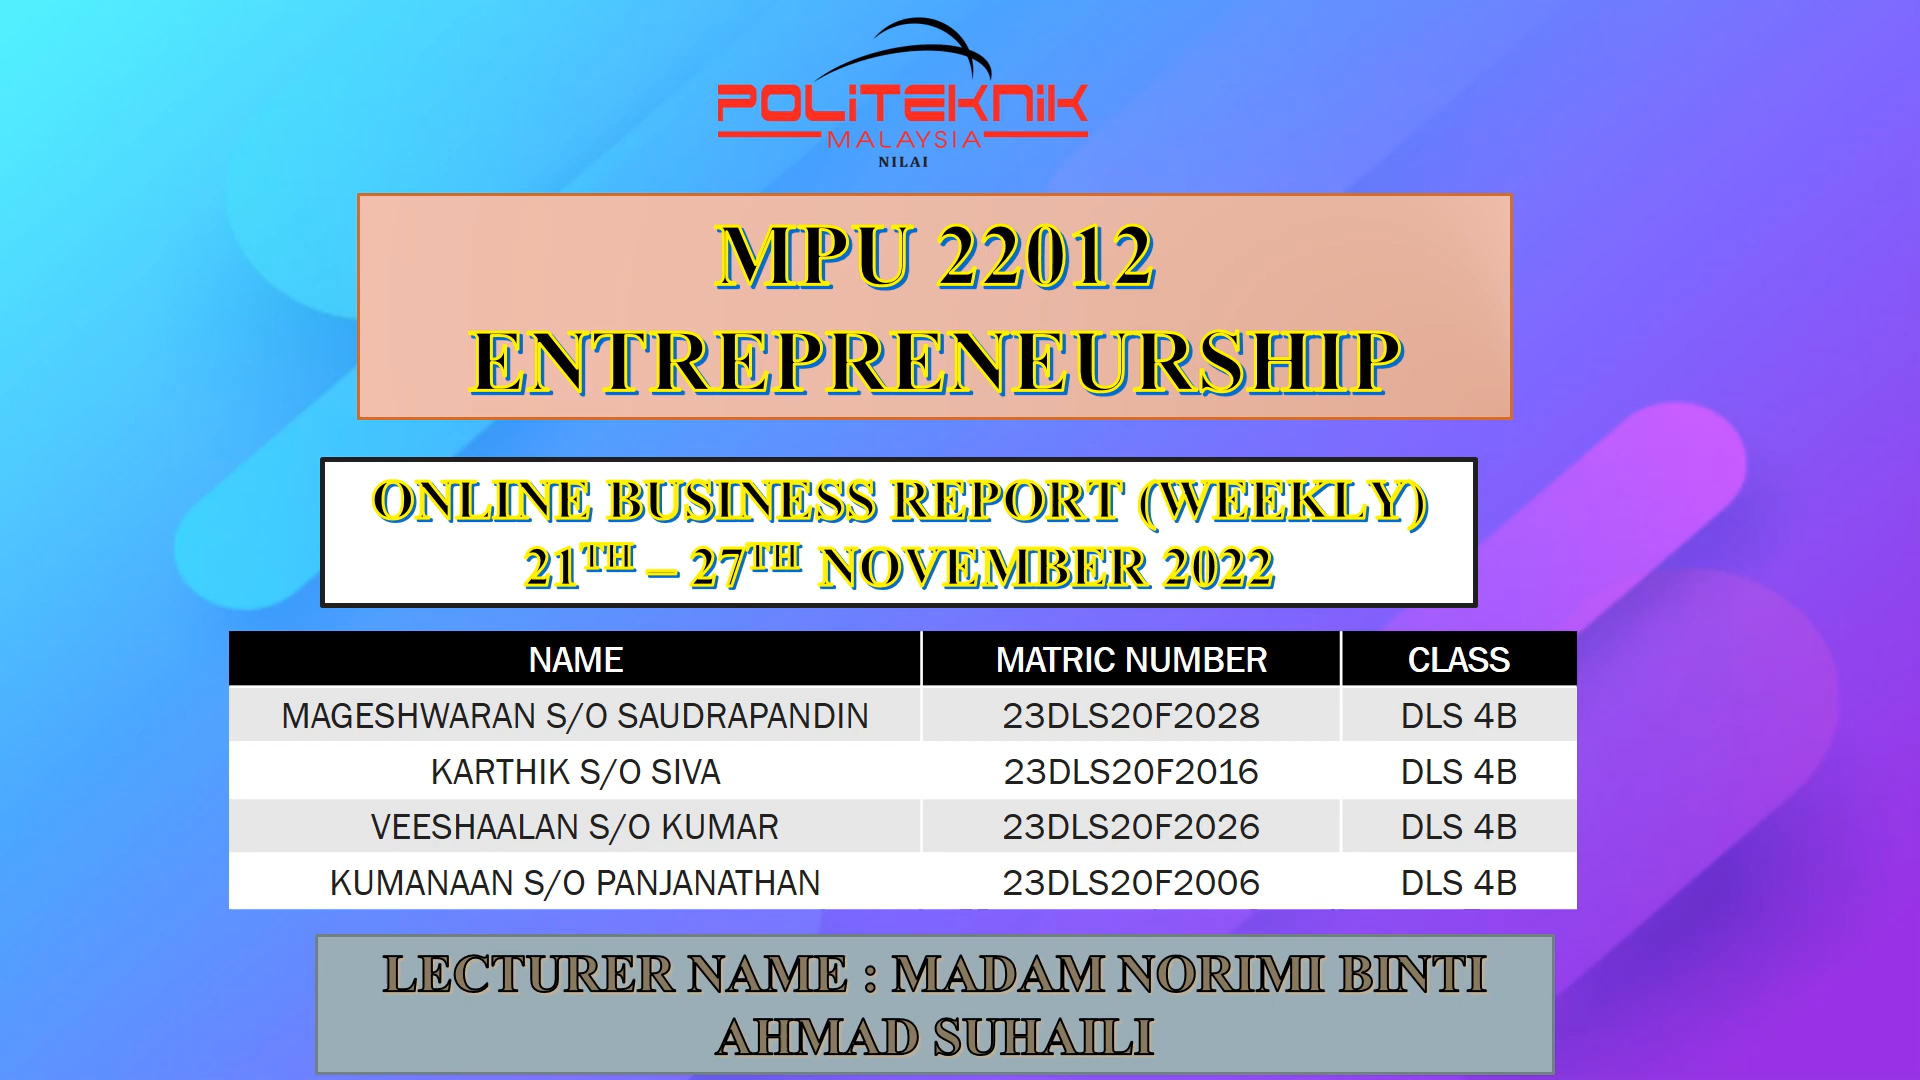 POLITEKNIK
MALAYSIA
NILAI
MPU 22012
ENTREPRENEURSHIP
ONLINE BUSINESS REPORT (WEEKLY)
21TH – 27TH NOVEMBER 2022
NAME MATRIC NUMBER CLASS
MAGESHWARAN S/O SAUDRAPANDIN 23DLS20F2028 DLS 4B
KARTHIK S/O SIVA 23DLS20F2016 DLS 4B
VEESHAALAN S/O KUMAR 23DLS20F2026 DLS 4B
KUMANAAN S/O PANJANATHAN 23DLS20F2006 DLS 4B
LECTURER NAME : MADAM NORIMI BINTI
AHMAD SUHAILI